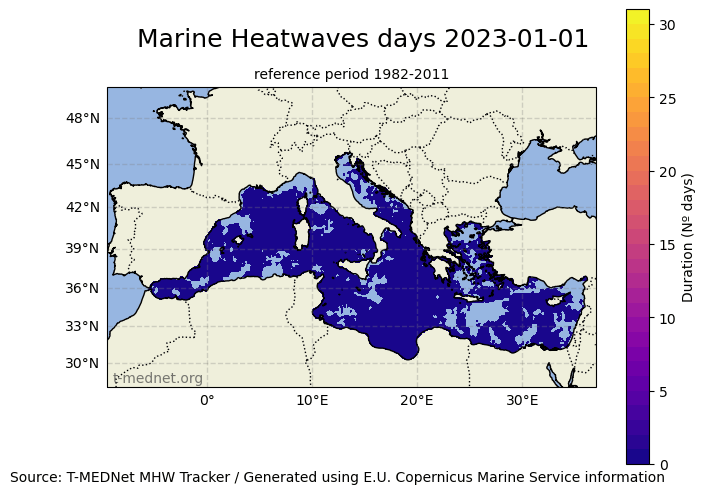 Marine Heatwaves days 2023-01-01
reference period 1982-2011
48°N
45°N
42°N
39°N
36°N
33°N
30°N
t-mednet.org
0°
10°E
20°E
30°E
30
25
20
15
10
5
0
Duration (Nº days)
Source: T-MEDNet MHW Tracker / Generated using E.U. Copernicus Marine Service information